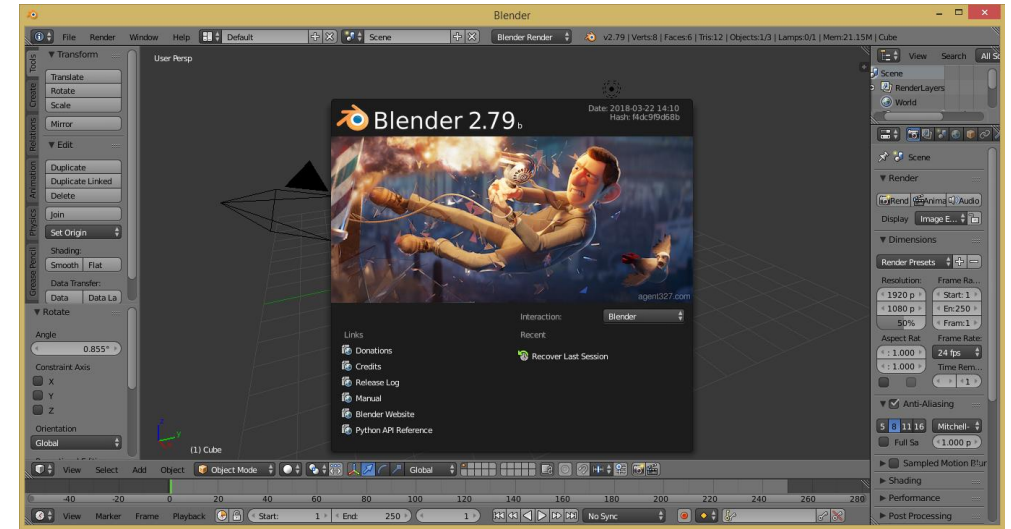 Blender
File Render Window Help Default Scene Blender Render v2.79 | Verts:8 | Faces:6 | Tris:12 | Objects:1/3 | Lamps:0/1 | Mem:21.15M | Cube
Tools
Create
Relations
Animation
Physics
Grease Pencil
Transform
Translate
Rotate
Scale
Mirror
Edit
Duplicate
Duplicate Linked
Delete
Join
Set Origin
Shading:
Smooth Flat
Data Transfer:
Data Data La
Rotate
Angle
0.855°
Constraint Axis
X
Y
Z
Orientation
Global
User Persp
Blender 2.79 b
Date: 2018-03-22 14:10
Hash: f4dc9f9d68b
agent327.com
Interaction: Blender
Links
Donations
Credits
Release Log
Manual
Blender Website
Python API Reference
Recent
Recover Last Session
z
y
(1) Cube
View Search All Sc
Scene
RenderLayers
World
Scene
Render
Rend Anima Audio
Display Image E...
Dimensions
Render Presets
Resolution: Frame Ra...
1920 p Start: 1
1080 p En:250
50% Fram:1
Aspect Rat Frame Rate:
: 1.000 24 fps
: 1.000 Time Rem...
1
Anti-Aliasing
5 8 11 16 Mitchell-
Full Sa 1.000 p
Sampled Motion Blur
Shading
Performance
Post Processing
View Select Add Object Object Mode Global
-40 -20 0 20 40 60 80 100 120 140 160 180 200 220 240 260 280
View Marker Frame Playback Start: 1 End: 250 1 No Sync